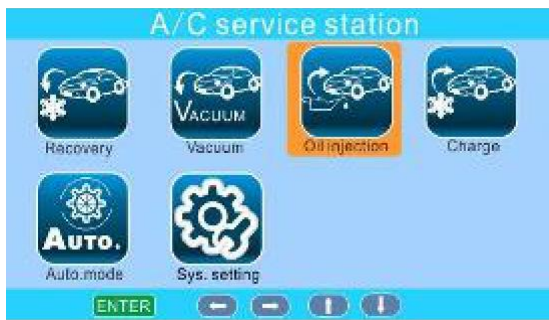 A/C service station
VACUUM
Recovery
Vacuum
Oil injection
Charge
AUTO.
Auto.mode
Sys. setting
ENTER